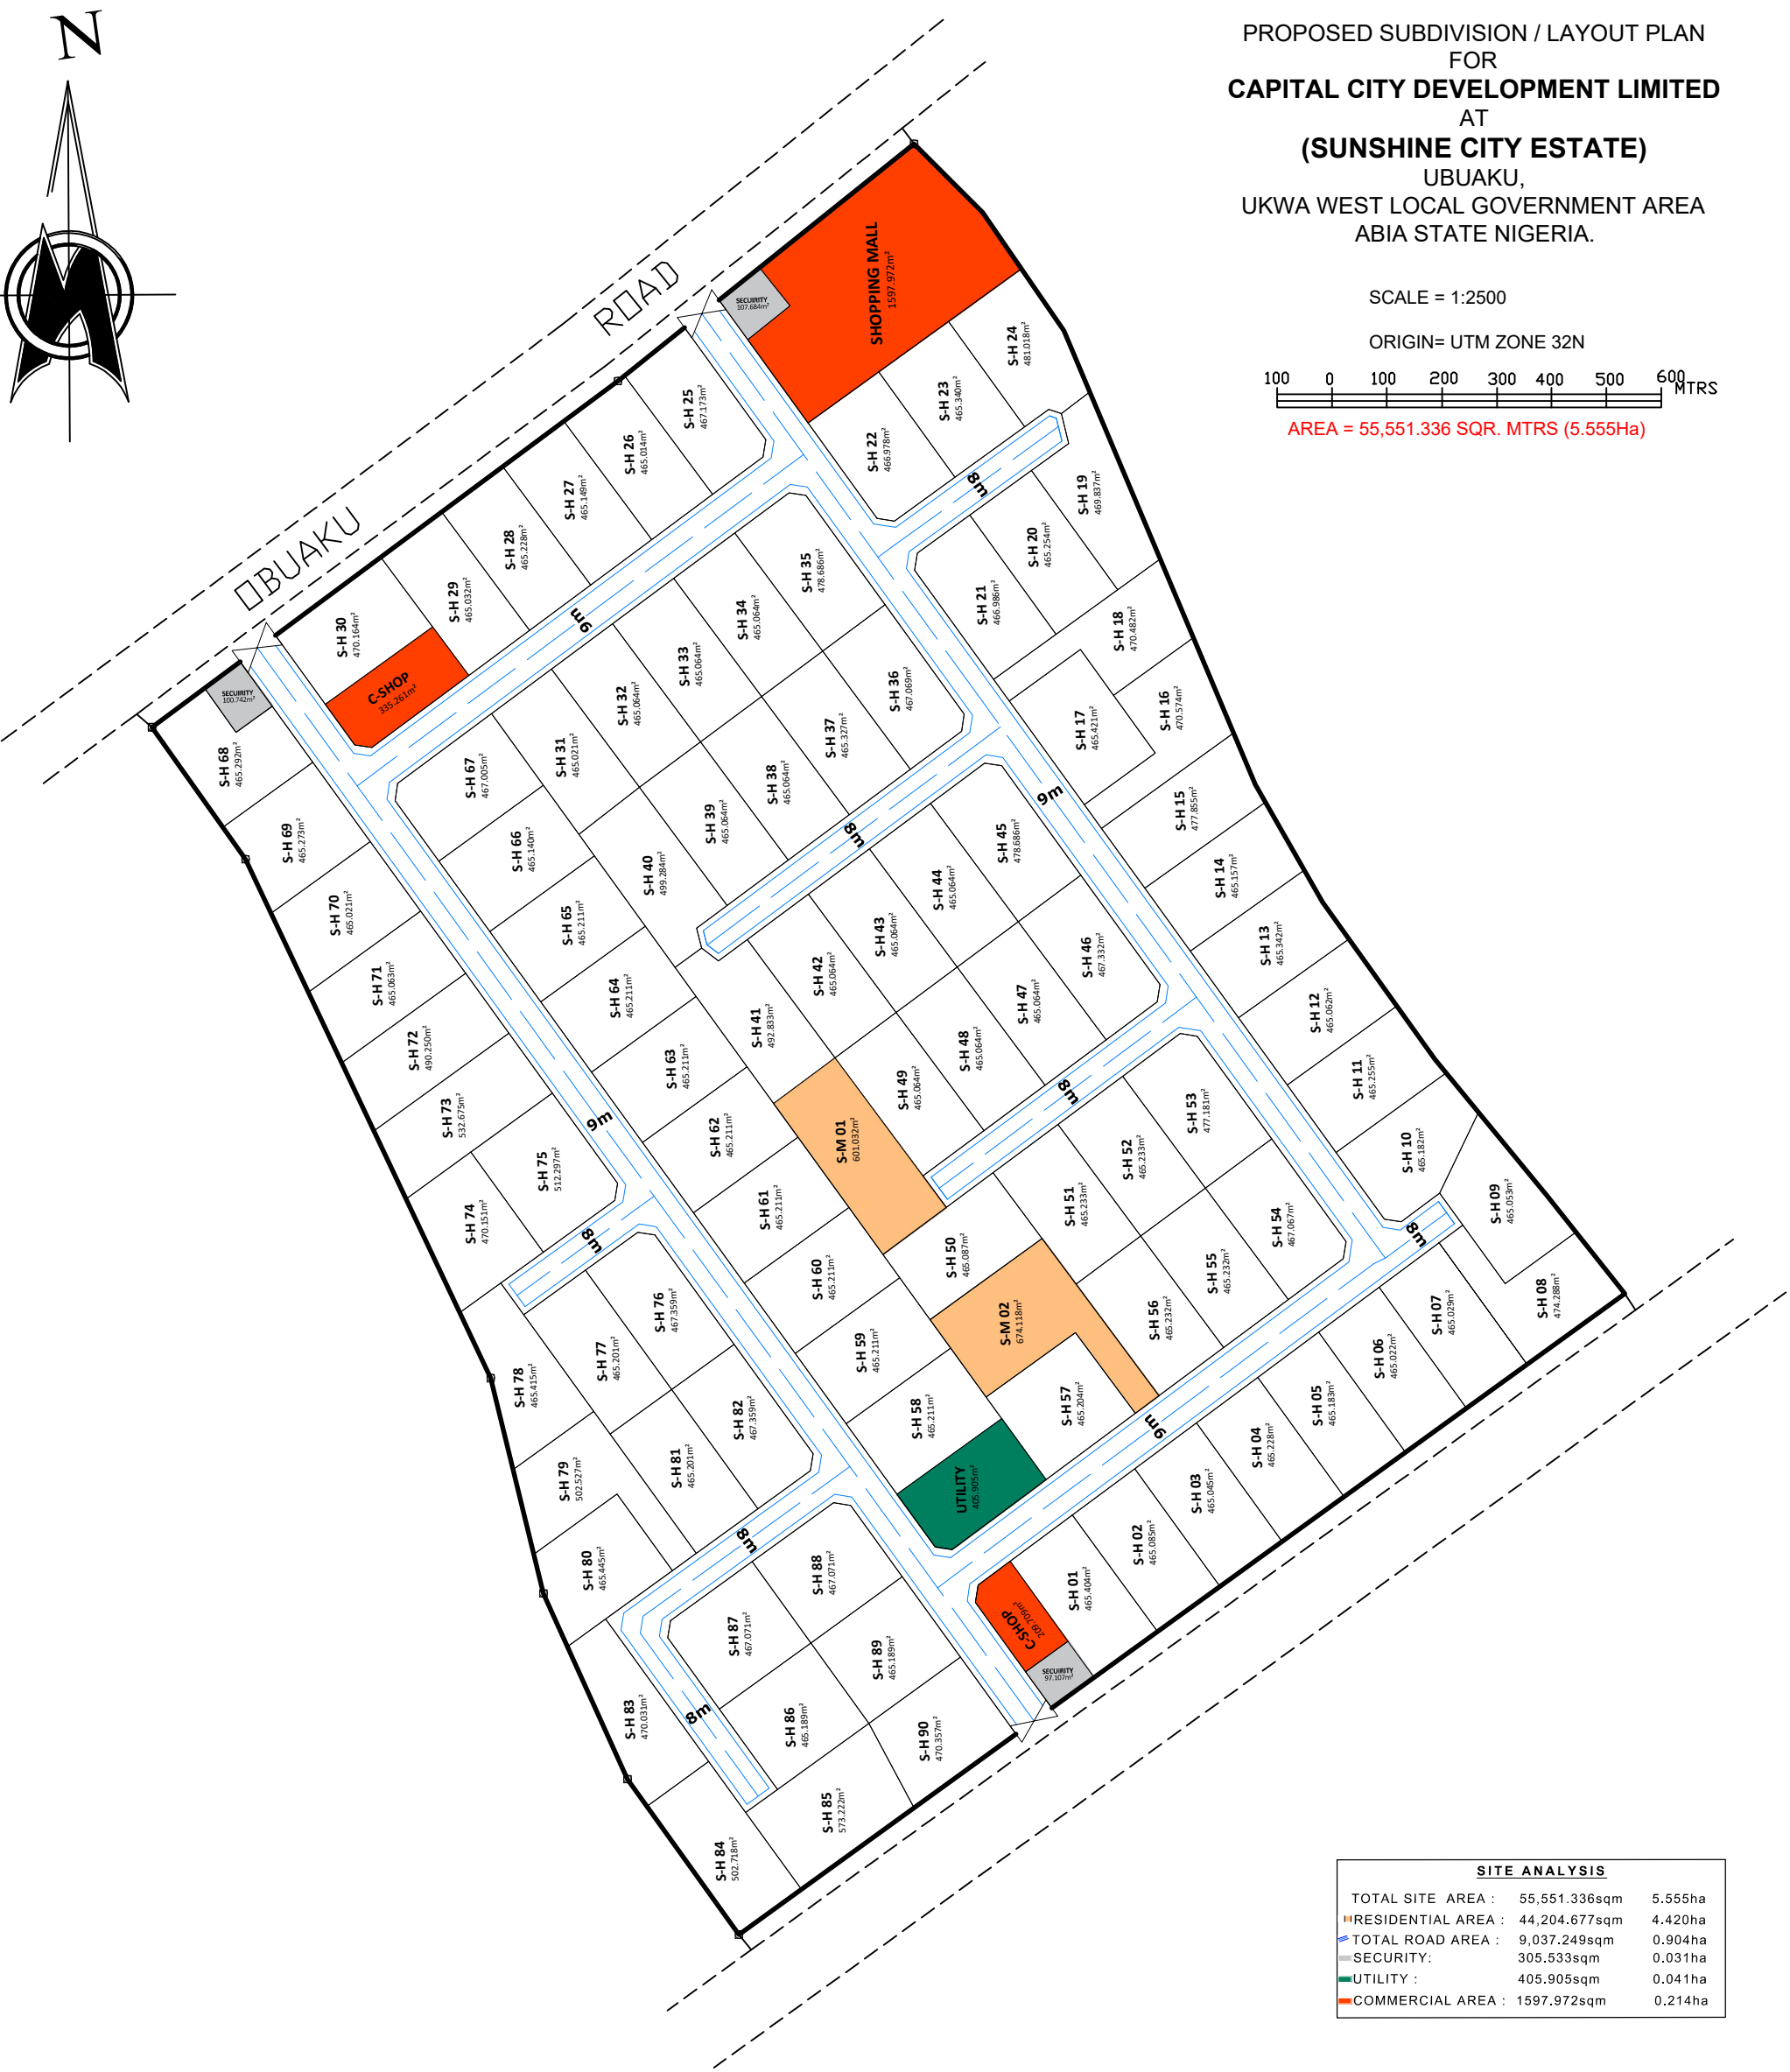 N
PROPOSED SUBDIVISION / LAYOUT PLAN
FOR
CAPITAL CITY DEVELOPMENT LIMITED
AT
(SUNSHINE CITY ESTATE)
UBUAKU,
UKWA WEST LOCAL GOVERNMENT AREA
ABIA STATE NIGERIA.
SCALE = 1:2500
ORIGIN= UTM ZONE 32N
100 0 100 200 300 400 500 600 MTRS
AREA = 55,551.336 SQR. MTRS (5.555Ha)
OBUAKU ROAD
SHOPPING MALL
1597.972m²
SECUIRITY
107.684m²
S-H 24
481.018m²
S-H 23
465.340m²
S-H 22
466.978m²
8m
S-H 25
467.173m²
S-H 26
465.014m²
S-H 27
465.149m²
S-H 28
465.228m²
S-H 29
465.032m²
S-H 30
470.164m²
C-SHOP
335.261m²
9m
SECUIRITY
100.742m²
S-H 19
469.837m²
S-H 20
465.254m²
S-H 21
466.986m²
S-H 18
470.482m²
S-H 16
470.574m²
S-H 17
465.421m²
S-H 15
477.855m²
S-H 14
465.157m²
S-H 13
465.342m²
S-H 12
465.062m²
S-H 11
465.255m²
S-H 10
465.182m²
S-H09
465.053m²
S-H 08
474.288m²
S-H 07
465.029m²
S-H 06
465.022m²
S-H 05
465.183m²
S-H 04
465.228m²
S-H 03
465.045m²
S-H 02
465.085m²
S-H 01
465.404m²
C-SHOP
209.709m²
SECUIRITY
97.107m²
8m
9m
9m
S-H 35
478.686m²
S-H 34
465.064m²
S-H 33
465.064m²
S-H 32
465.064m²
S-H 31
465.021m²
S-H 67
467.005m²
S-H 36
467.069m²
S-H 37
465.327m²
S-H 38
465.064m²
S-H 39
465.064m²
S-H 40
499.284m²
8m
S-H 66
465.140m²
S-H 65
465.211m²
S-H 64
465.211m²
S-H 63
465.211m²
S-H 62
465.211m²
S-H 61
465.211m²
S-H 60
465.211m²
S-H 59
465.211m²
S-H 58
465.211m²
UTILITY
405.905m²
S-H 45
478.686m²
S-H 44
465.064m²
S-H 43
465.064m²
S-H 42
465.064m²
S-H 41
492.833m²
S-H 46
467.332m²
S-H 47
465.064m²
S-H 48
465.064m²
S-H 49
465.064m²
S-M 01
601.032m²
8m
S-H 53
477.181m²
S-H 52
465.233m²
S-H 51
465.233m²
S-H 50
465.087m²
S-M 02
674.118m²
S-H 54
467.067m²
S-H 55
465.232m²
S-H 56
465.232m²
S-H 57
465.204m²
S-H 68
465.292m²
S-H 69
465.273m²
S-H 70
465.021m²
S-H 71
465.063m²
S-H 72
490.250m²
S-H 73
532.675m²
S-H 74
470.151m²
S-H 75
512.297m²
9m
8m
S-H 76
467.359m²
S-H 77
465.201m²
S-H 78
465.415m²
S-H 79
502.527m²
S-H 80
465.445m²
S-H 81
465.201m²
S-H 82
467.359m²
8m
S-H 88
467.071m²
S-H 87
467.071m²
S-H 89
465.189m²
S-H 86
465.189m²
S-H 90
470.357m²
8m
S-H 83
470.031m²
S-H 85
573.222m²
S-H 84
502.718m²
SITE ANALYSIS
TOTAL SITE AREA : 55,551.336sqm 5.555ha
RESIDENTIAL AREA : 44,204.677sqm 4.420ha
TOTAL ROAD AREA : 9,037.249sqm 0.904ha
SECURITY: 305.533sqm 0.031ha
UTILITY : 405.905sqm 0.041ha
COMMERCIAL AREA : 1597.972sqm 0.214ha